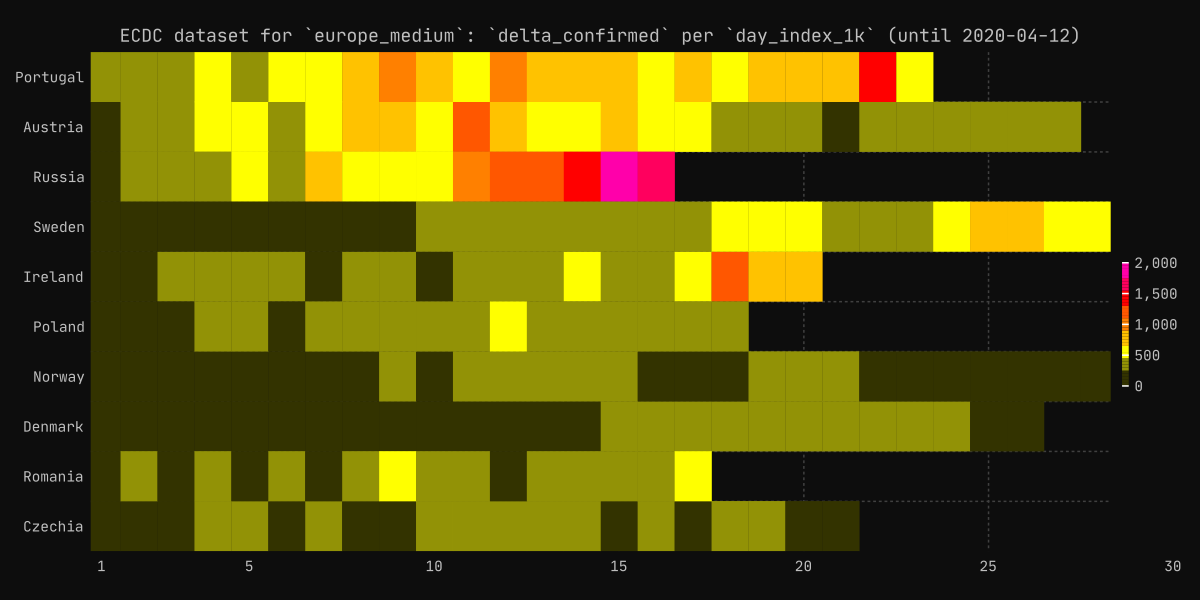 ECDC dataset for `europe_medium`: `delta_confirmed` per `day_index_1k` (until 2020-04-12)
Portugal
Austria
Russia
Sweden
Ireland
Poland
Norway
Denmark
Romania
Czechia
2,000
1,500
1,000
500
0
1 5 10 15 20 25 30